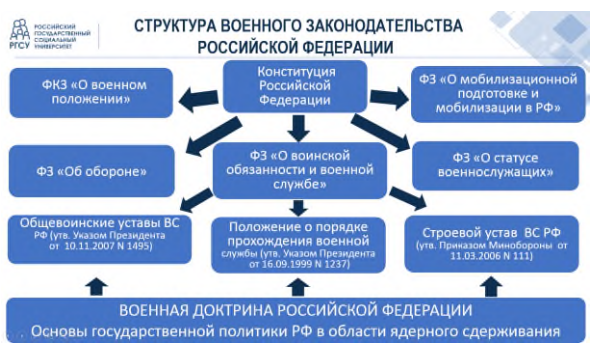 РОССИЙСКИЙ
ГОСУДАРСТВЕННЫЙ
СОЦИАЛЬНЫЙ
УНИВЕРСИТЕТ
РГСУ
СТРУКТУРА ВОЕННОГО ЗАКОНОДАТЕЛЬСТВА
РОССИЙСКОЙ ФЕДЕРАЦИИ
ФКЗ «О военном
положении»
Конституция
Российской
Федерации
ФЗ «О мобилизационной
подготовке и
мобилизации в РФ»
ФЗ «Об обороне»
ФЗ «О воинской
обязанности и военной
службе»
ФЗ «О статусе
военнослужащих»
Общевоинские уставы ВС
РФ (утв. Указом Президента
от 10.11.2007 N 1495)
Положение о порядке
прохождения военной
службы (утв. Указом Президента
от 16.09.1999 N 1237)
Строевой устав ВС РФ
(утв. Приказом Минобороны от
11.03.2006 N 111)
ВОЕННАЯ ДОКТРИНА РОССИЙСКОЙ ФЕДЕРАЦИИ
Основы государственной политики РФ в области ядерного сдерживания